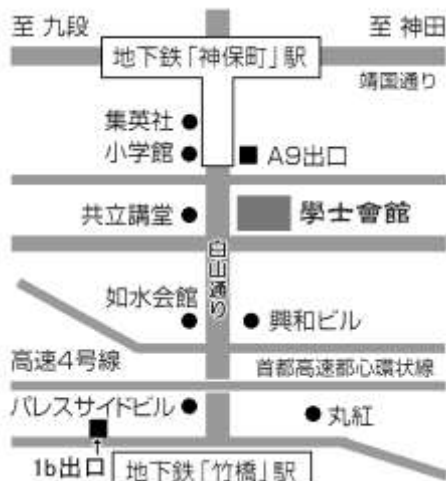 至 九段
至 神田
地下鉄「神保町」駅
靖国通り
集英社
小学館
A9出口
共立講堂
學士會館
白山通り
如水会館
興和ビル
高速4号線
首都高速都心環状線
パレスサイドビル
丸紅
1b出口
地下鉄「竹橋」駅